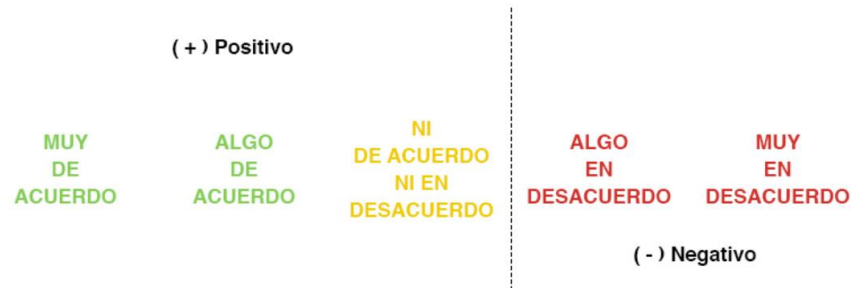 ( + ) Positivo
MUY
DE
ACUERDO
ALGO
DE
ACUERDO
NI
DE ACUERDO
NI EN
DESACUERDO
ALGO
EN
DESACUERDO
MUY
EN
DESACUERDO
( - ) Negativo